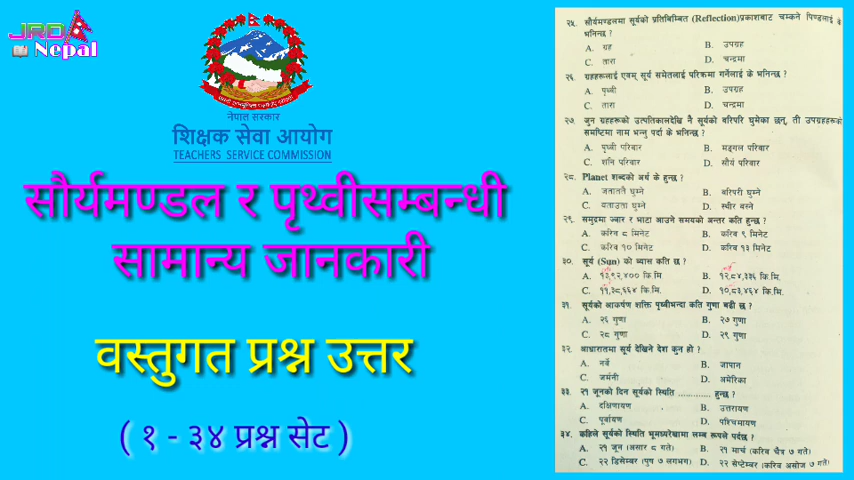 JRD
Nepal
नेपाल सरकार
शिक्षक सेवा आयोग
TEACHERS SERVICE COMMISSION
सौर्यमण्डल र पृथ्वीसम्बन्धी
सामान्य जानकारी
वस्तुगत प्रश्न उत्तर
( १ - ३४ प्रश्न सेट )
२५. सौर्यमण्डलमा सूर्यको प्रतिबिम्बित (Reflection)प्रकाशबाट चम्कने पिण्डलाई
भनिन्छ ?
A. ग्रह B. उपग्रह
C. तारा D. चन्द्रमा
२६. ग्रहहरूलाई एवम् सूर्य समेतलाई परिक्रमा गर्नेलाई के भनिन्छ ?
A. पृथ्वी B. उपग्रह
C. तारा D. चन्द्रमा
२७. जुन ग्रहहरूको उत्पतिकालदेखि नै सूर्यको वरिपरि घुमेका छन्, ती उपग्रहहरूको
समष्टिमा नाम भन्नु पर्दा के भनिन्छ ?
A. पृथ्वी परिवार B. मङ्गल परिवार
C. शनि परिवार D. सौर्य परिवार
२८. Planet शब्दको अर्थ के हुन्छ ?
A. जताततै घुम्ने B. वरिपरी घुम्ने
C. यताउता घुम्ने D. स्थीर बस्ने
२९. समुद्रमा ज्वार र भाटा आउने समयको अन्तर कति हुन्छ ?
A. करिव ८ मिनेट B. करिव ९ मिनेट
C. करिव १० मिनेट D. करिव १३ मिनेट
३०. सूर्य (Sun) को ब्यास कति छ ?
A. १३,९२,४०० कि.मि B. १२,८४,३३६ कि.मि.
C. ११,३८,६६४ कि.मि. D. १०,८३,४६४ कि.मि.
३१. सूर्यको आकर्षण शक्ति पृथ्वीभन्दा कति गुणा बढी छ ?
A. २६ गुणा B. २७ गुणा
C. २८ गुणा D. २९ गुणा
३२. आधारातमा सूर्य देखिने देश कुन हो ?
A. नर्वे B. जापान
C. जर्मनी D. अमेरिका
३३. २१ जूनको दिन सूर्यको स्थिति ............ हुन्छ ?
A. दक्षिणायण B. उत्तरायण
C. पूर्वायण D. पश्चिमायण
३४. कहिले सूर्यको स्थिति भूमध्यरेखामा लम्ब रूपले पर्दछ ?
A. २१ जून (असार ८ गते) B. २१ मार्च (करिव चैत्र ७ गते)
C. २२ डिसेम्बर (पुष ७ लगभग) D. २२ सेप्टेम्बर (करिव असोज ७ गते)